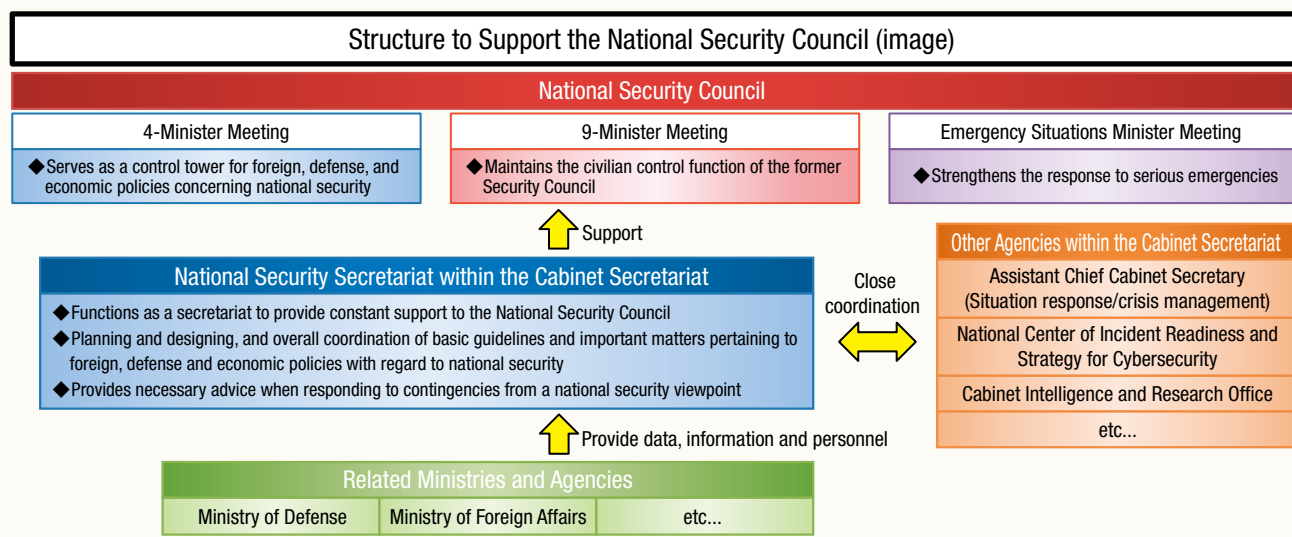 Structure to Support the National Security Council (image)
National Security Council
4-Minister Meeting
◆Serves as a control tower for foreign, defense, and
economic policies concerning national security
9-Minister Meeting
◆Maintains the civilian control function of the former
Security Council
Emergency Situations Minister Meeting
◆Strengthens the response to serious emergencies
Support
National Security Secretariat within the Cabinet Secretariat
◆Functions as a secretariat to provide constant support to the National Security Council
◆Planning and designing, and overall coordination of basic guidelines and important matters pertaining to
foreign, defense and economic policies with regard to national security
◆Provides necessary advice when responding to contingencies from a national security viewpoint
Close
coordination
Other Agencies within the Cabinet Secretariat
Assistant Chief Cabinet Secretary
(Situation response/crisis management)
National Center of Incident Readiness and
Strategy for Cybersecurity
Cabinet Intelligence and Research Office
etc...
Provide data, information and personnel
Related Ministries and Agencies
Ministry of Defense
Ministry of Foreign Affairs
etc...